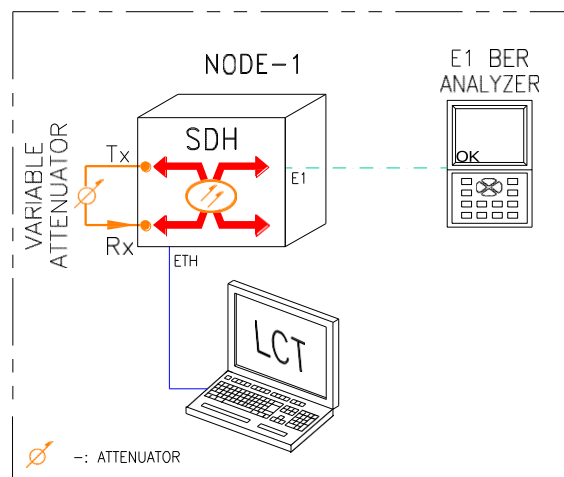 NODE-1
E1 BER
ANALYZER
VARIABLE
ATTENUATOR
Tx
SDH
OK
E1
Rx
ETH
LCT
-: ATTENUATOR